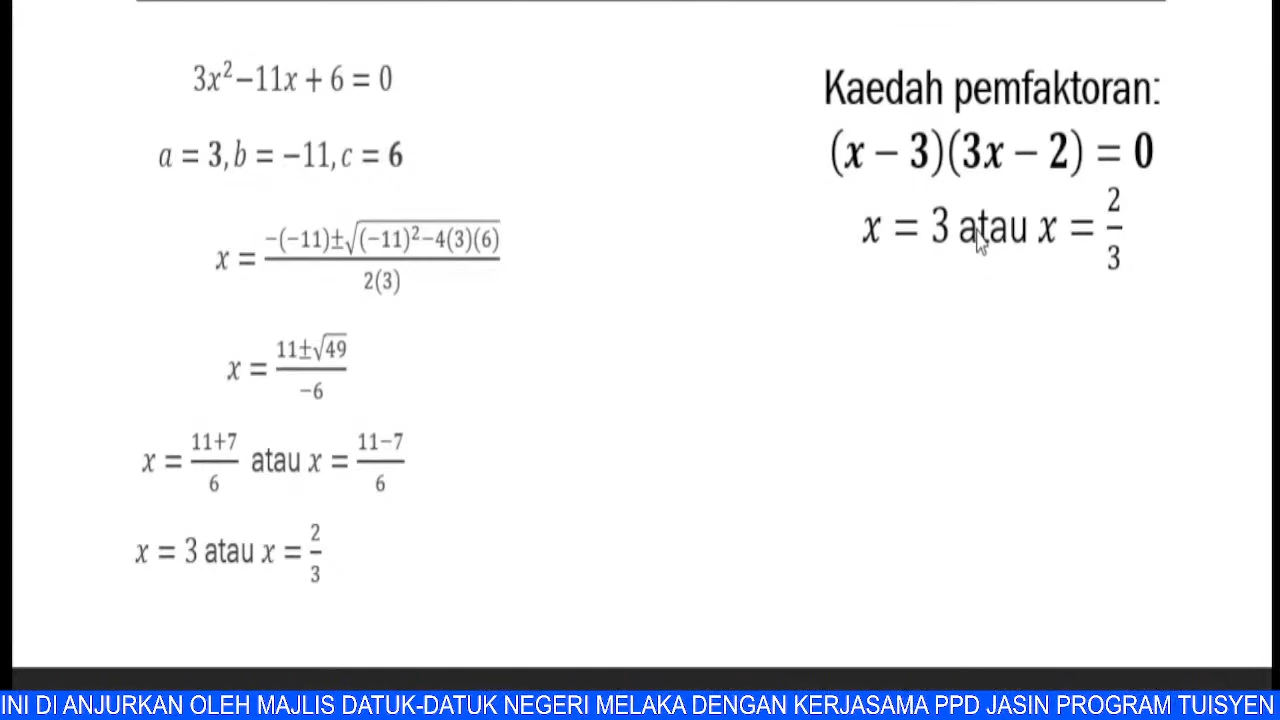 3x²−11x + 6 = 0
a = 3, b = −11, c = 6
x = −(−11)±√(−11)²−4(3)(6) / 2(3)
x = 11±√49 / −6
x = 11+7 / 6 atau x = 11−7 / 6
x = 3 atau x = 2/3
Kaedah pemfaktoran:
(x − 3)(3x − 2) = 0
x = 3 atau x = 2/3
INI DI ANJURKAN OLEH MAJLIS DATUK-DATUK NEGERI MELAKA DENGAN KERJASAMA PPD JASIN PROGRAM TUISYEN